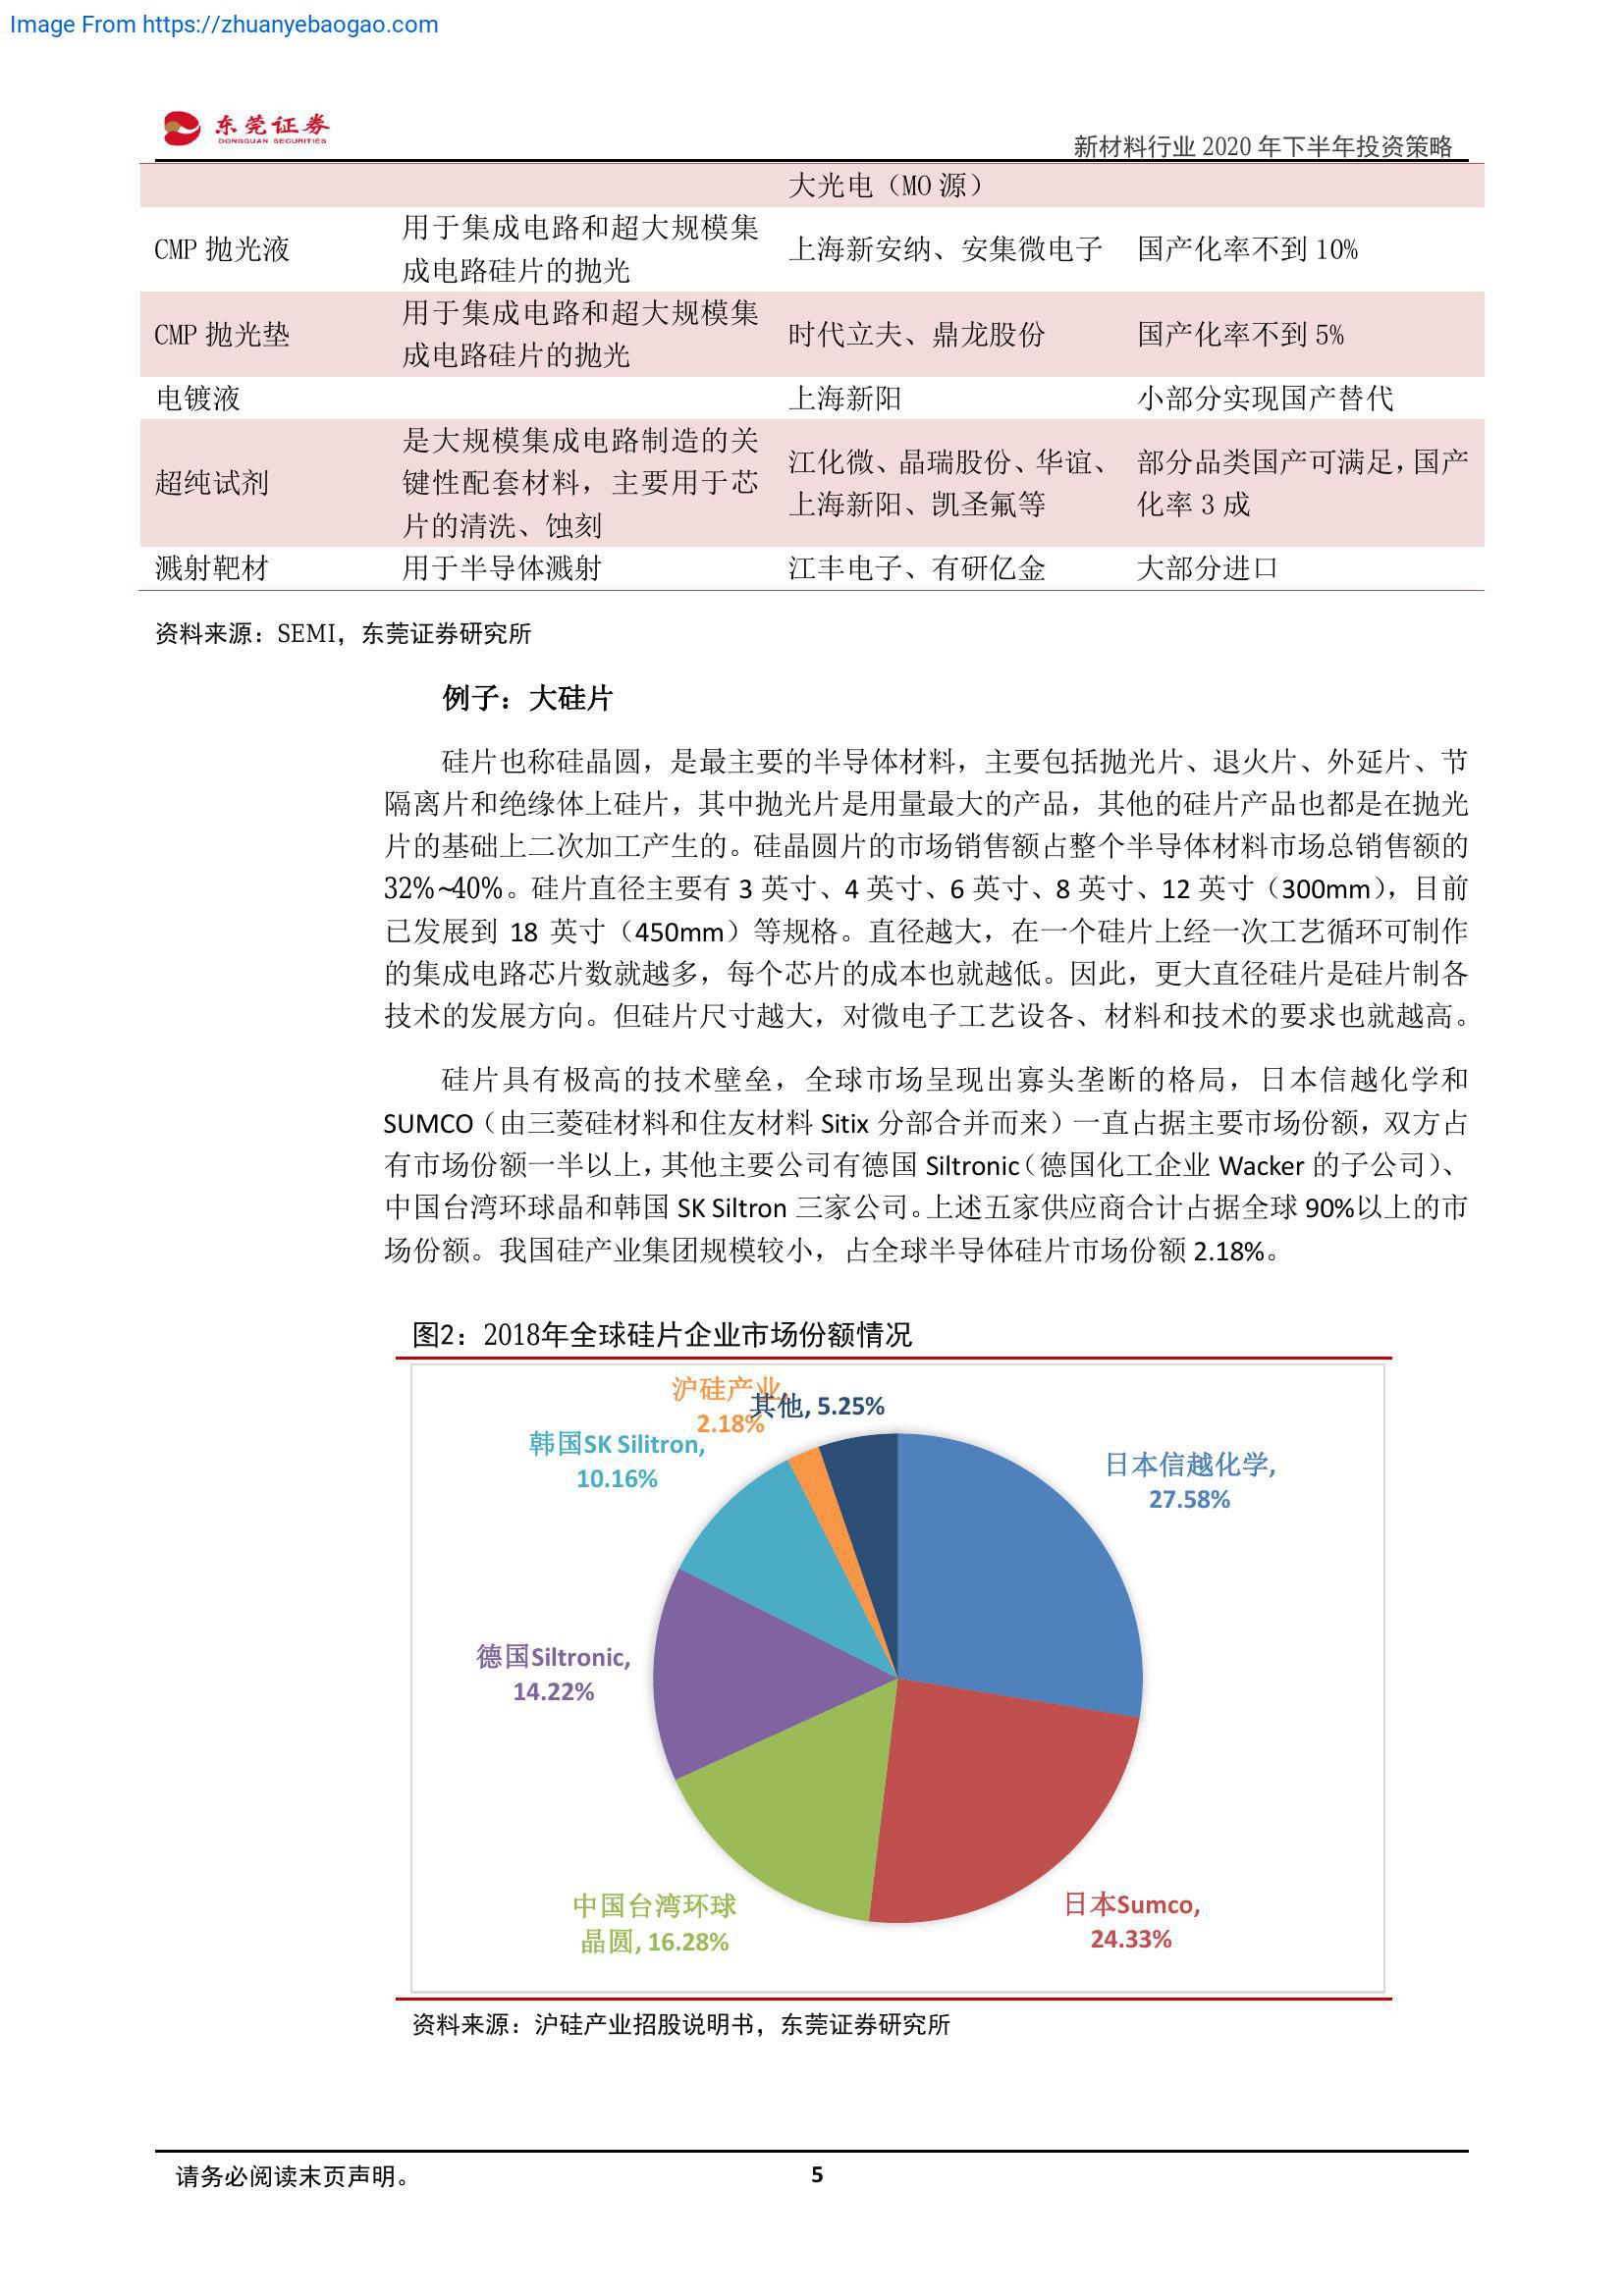 Image From https://zhuanyebaogao.com
东莞证券
DONGGUAN SECURITIES
新材料行业 2020 年下半年投资策略
大光电（MO 源）
CMP 抛光液
用于集成电路和超大规模集
成电路硅片的抛光
上海新安纳、安集微电子
国产化率不到 10%
CMP 抛光垫
用于集成电路和超大规模集
成电路硅片的抛光
时代立夫、鼎龙股份
国产化率不到 5%
电镀液
上海新阳
小部分实现国产替代
超纯试剂
是大规模集成电路制造的关
键性配套材料，主要用于芯
片的清洗、蚀刻
江化微、晶瑞股份、华谊、
上海新阳、凯圣氟等
部分品类国产可满足，国产
化率 3 成
溅射靶材
用于半导体溅射
江丰电子、有研亿金
大部分进口
资料来源：SEMI，东莞证券研究所
例子：大硅片
硅片也称硅晶圆，是最主要的半导体材料，主要包括抛光片、退火片、外延片、节
隔离片和绝缘体上硅片，其中抛光片是用量最大的产品，其他的硅片产品也都是在抛光
片的基础上二次加工产生的。硅晶圆片的市场销售额占整个半导体材料市场总销售额的
32%~40%。硅片直径主要有 3 英寸、4 英寸、6 英寸、8 英寸、12 英寸（300mm），目前
已发展到 18 英寸（450mm）等规格。直径越大，在一个硅片上经一次工艺循环可制作
的集成电路芯片数就越多，每个芯片的成本也就越低。因此，更大直径硅片是硅片制各
技术的发展方向。但硅片尺寸越大，对微电子工艺设各、材料和技术的要求也就越高。
硅片具有极高的技术壁垒，全球市场呈现出寡头垄断的格局，日本信越化学和
SUMCO（由三菱硅材料和住友材料 Sitix 分部合并而来）一直占据主要市场份额，双方占
有市场份额一半以上，其他主要公司有德国 Siltronic（德国化工企业 Wacker 的子公司）、
中国台湾环球晶和韩国 SK Siltron 三家公司。上述五家供应商合计占据全球 90%以上的市
场份额。我国硅产业集团规模较小，占全球半导体硅片市场份额 2.18%。
图2：2018年全球硅片企业市场份额情况
沪硅产业,
2.18%
其他, 5.25%
韩国SK Silitron,
10.16%
日本信越化学,
27.58%
德国Siltronic,
14.22%
中国台湾环球
晶圆, 16.28%
日本Sumco,
24.33%
资料来源：沪硅产业招股说明书，东莞证券研究所
请务必阅读末页声明。
5